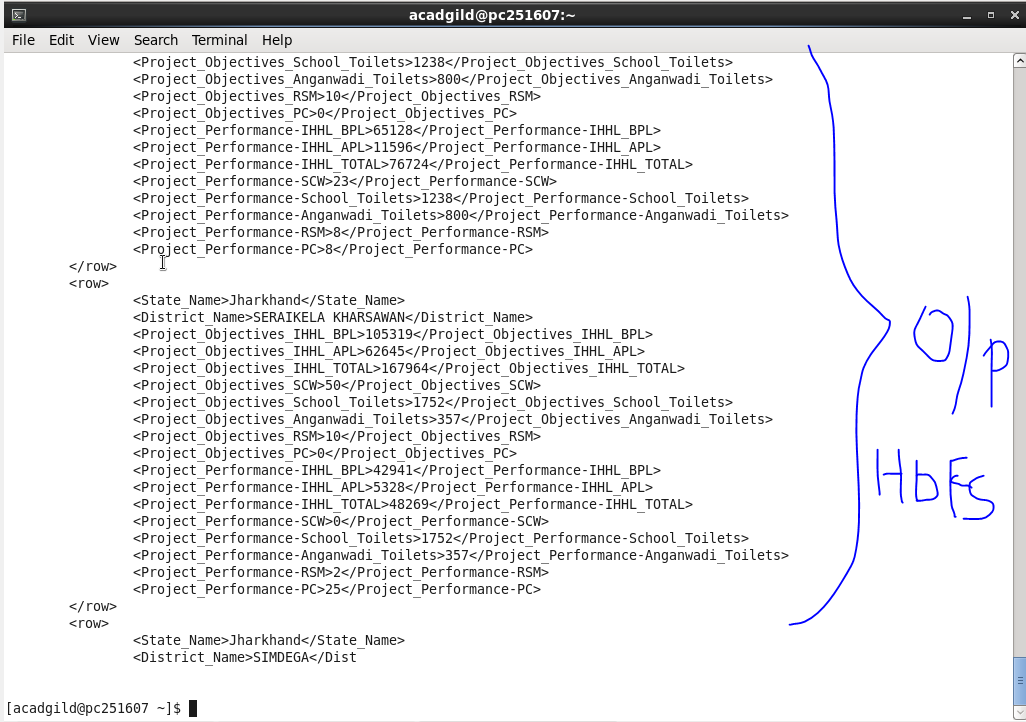 acadgild@pc251607:~
File Edit View Search Terminal Help
<Project_Objectives_School_Toilets>1238</Project_Objectives_School_Toilets>
<Project_Objectives_Anganwadi_Toilets>800</Project_Objectives_Anganwadi_Toilets>
<Project_Objectives_RSM>10</Project_Objectives_RSM>
<Project_Objectives_PC>0</Project_Objectives_PC>
<Project_Performance-IHHL_BPL>65128</Project_Performance-IHHL_BPL>
<Project_Performance-IHHL_APL>11596</Project_Performance-IHHL_APL>
<Project_Performance-IHHL_TOTAL>76724</Project_Performance-IHHL_TOTAL>
<Project_Performance-SCW>23</Project_Performance-SCW>
<Project_Performance-School_Toilets>1238</Project_Performance-School_Toilets>
<Project_Performance-Anganwadi_Toilets>800</Project_Performance-Anganwadi_Toilets>
<Project_Performance-RSM>8</Project_Performance-RSM>
<Project_Performance-PC>8</Project_Performance-PC>
</row>
<row>
<State_Name>Jharkhand</State_Name>
<District_Name>SERAIKELA KHARSAWAN</District_Name>
<Project_Objectives_IHHL_BPL>105319</Project_Objectives_IHHL_BPL>
<Project_Objectives_IHHL_APL>62645</Project_Objectives_IHHL_APL>
<Project_Objectives_IHHL_TOTAL>167964</Project_Objectives_IHHL_TOTAL>
<Project_Objectives_SCW>50</Project_Objectives_SCW>
<Project_Objectives_School_Toilets>1752</Project_Objectives_School_Toilets>
<Project_Objectives_Anganwadi_Toilets>357</Project_Objectives_Anganwadi_Toilets>
<Project_Objectives_RSM>10</Project_Objectives_RSM>
<Project_Objectives_PC>0</Project_Objectives_PC>
<Project_Performance-IHHL_BPL>42941</Project_Performance-IHHL_BPL>
<Project_Performance-IHHL_APL>5328</Project_Performance-IHHL_APL>
<Project_Performance-IHHL_TOTAL>48269</Project_Performance-IHHL_TOTAL>
<Project_Performance-SCW>0</Project_Performance-SCW>
<Project_Performance-School_Toilets>1752</Project_Performance-School_Toilets>
<Project_Performance-Anganwadi_Toilets>357</Project_Performance-Anganwadi_Toilets>
<Project_Performance-RSM>2</Project_Performance-RSM>
<Project_Performance-PC>25</Project_Performance-PC>
</row>
<row>
<State_Name>Jharkhand</State_Name>
<District_Name>SIMDEGA</Dist
[acadgild@pc251607 ~]$
O/p
HDFS